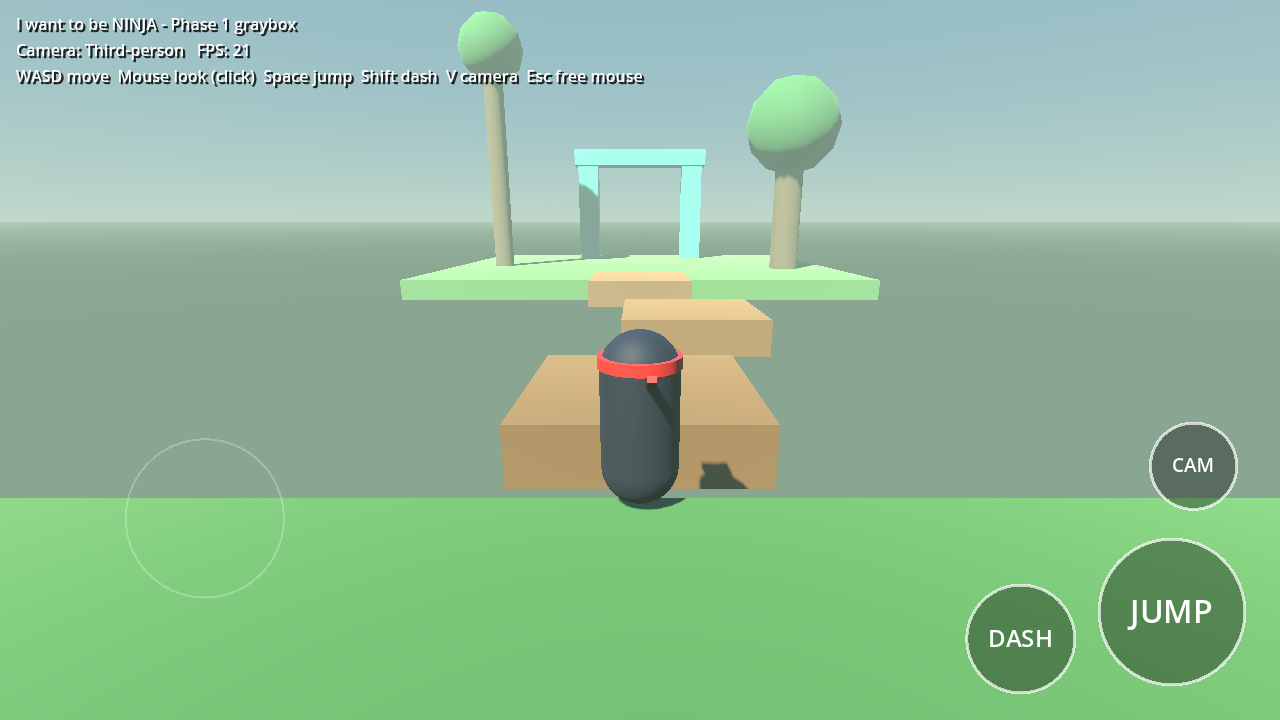 I want to be NINJA - Phase 1 graybox
Camera: Third-person   FPS: 21
WASD move  Mouse look (click)  Space jump  Shift dash  V camera  Esc free mouse
CAM
JUMP
DASH